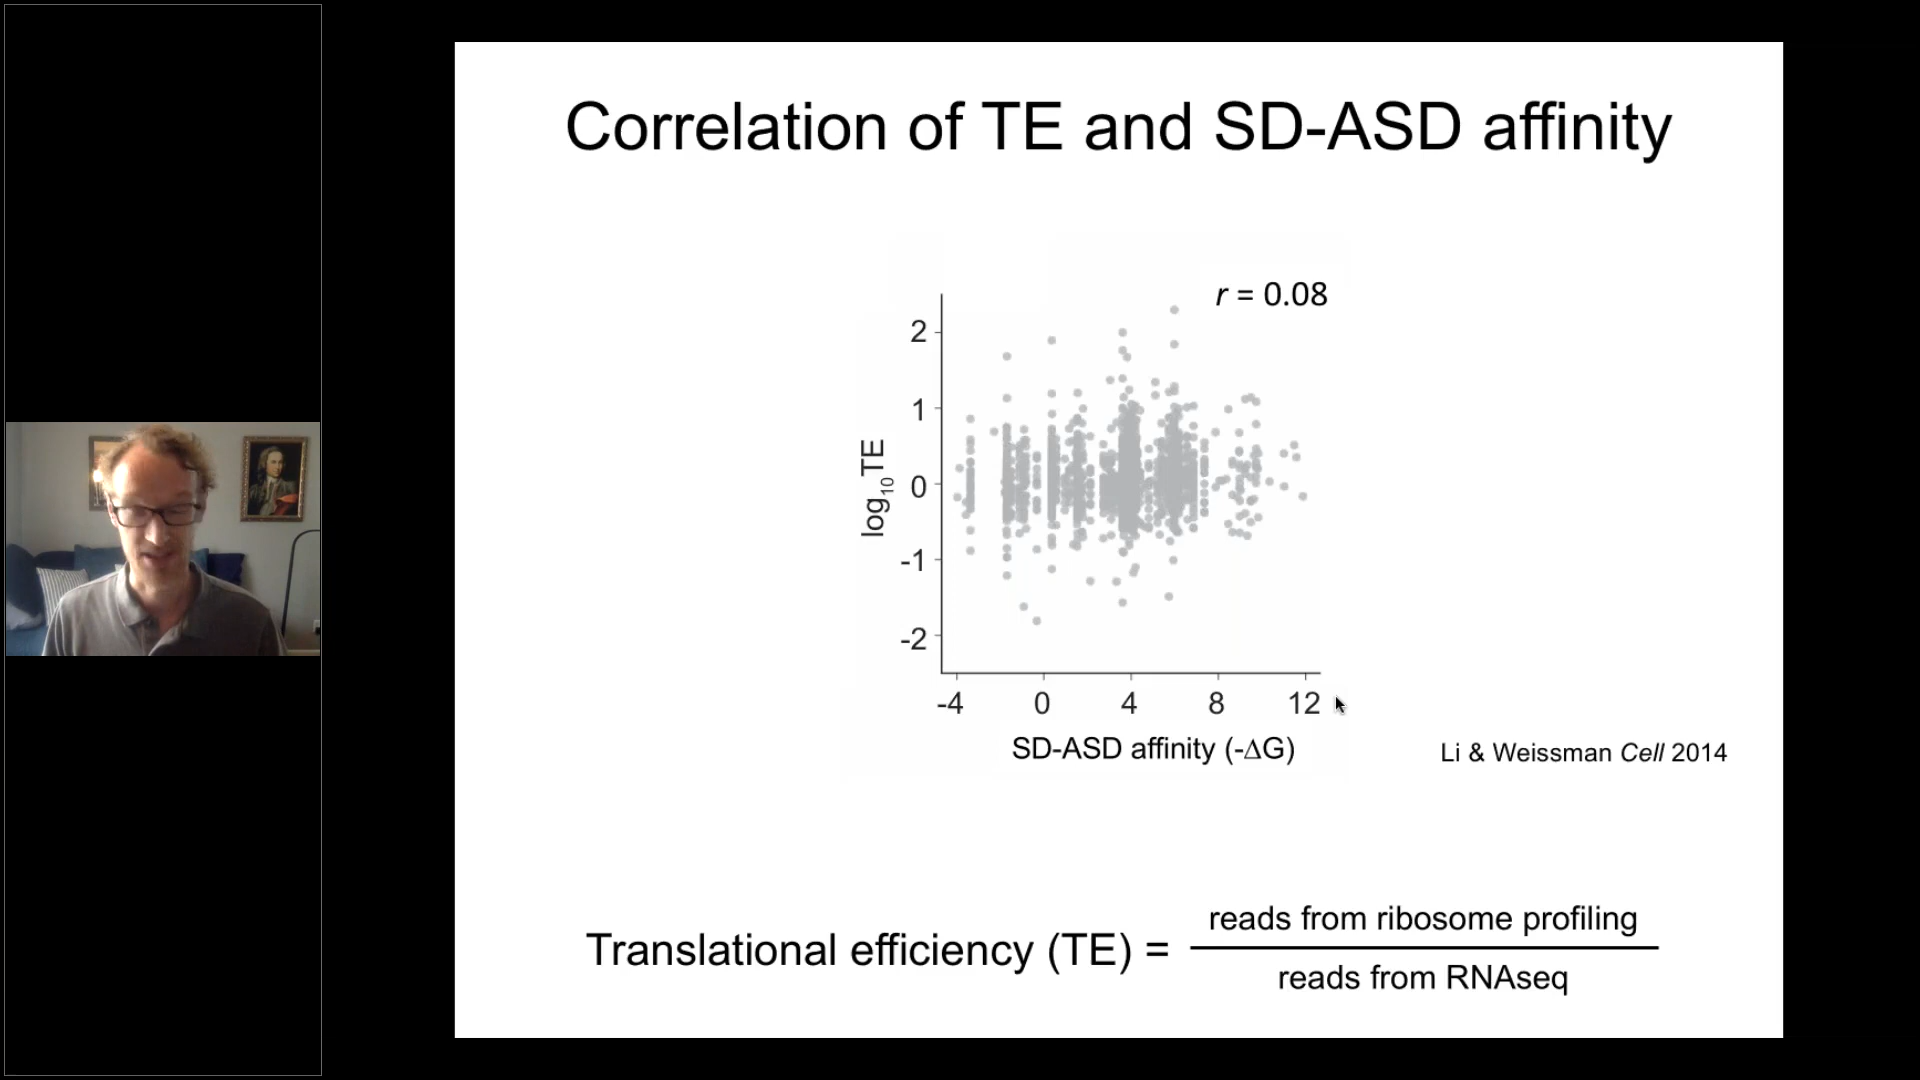 Correlation of TE and SD-ASD affinity
r = 0.08
2
1
0
-1
-2
log10TE
-4 0 4 8 12
SD-ASD affinity (-ΔG)
Li & Weissman Cell 2014
Translational efficiency (TE) =
reads from ribosome profiling
reads from RNAseq